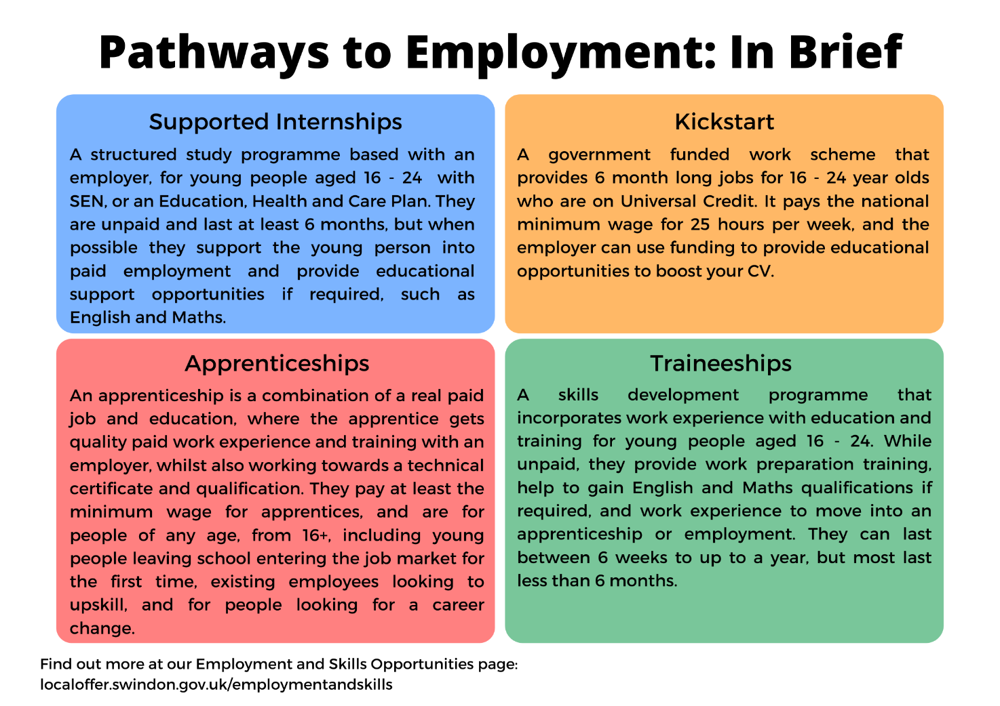 Pathways to Employment: In Brief
Supported Internships
A structured study programme based with an
employer, for young people aged 16 - 24 with
SEN, or an Education, Health and Care Plan. They
are unpaid and last at least 6 months, but when
possible they support the young person into
paid employment and provide educational
support opportunities if required, such as
English and Maths.
Kickstart
A government funded work scheme that
provides 6 month long jobs for 16 - 24 year olds
who are on Universal Credit. It pays the national
minimum wage for 25 hours per week, and the
employer can use funding to provide educational
opportunities to boost your CV.
Apprenticeships
An apprenticeship is a combination of a real paid
job and education, where the apprentice gets
quality paid work experience and training with an
employer, whilst also working towards a technical
certificate and qualification. They pay at least the
minimum wage for apprentices, and are for
people of any age, from 16+, including young
people leaving school entering the job market for
the first time, existing employees looking to
upskill, and for people looking for a career
change.
Traineeships
A skills development programme that
incorporates work experience with education and
training for young people aged 16 - 24. While
unpaid, they provide work preparation training,
help to gain English and Maths qualifications if
required, and work experience to move into an
apprenticeship or employment. They can last
between 6 weeks to up to a year, but most last
less than 6 months.
Find out more at our Employment and Skills Opportunities page:
localoffer.swindon.gov.uk/employmentandskills